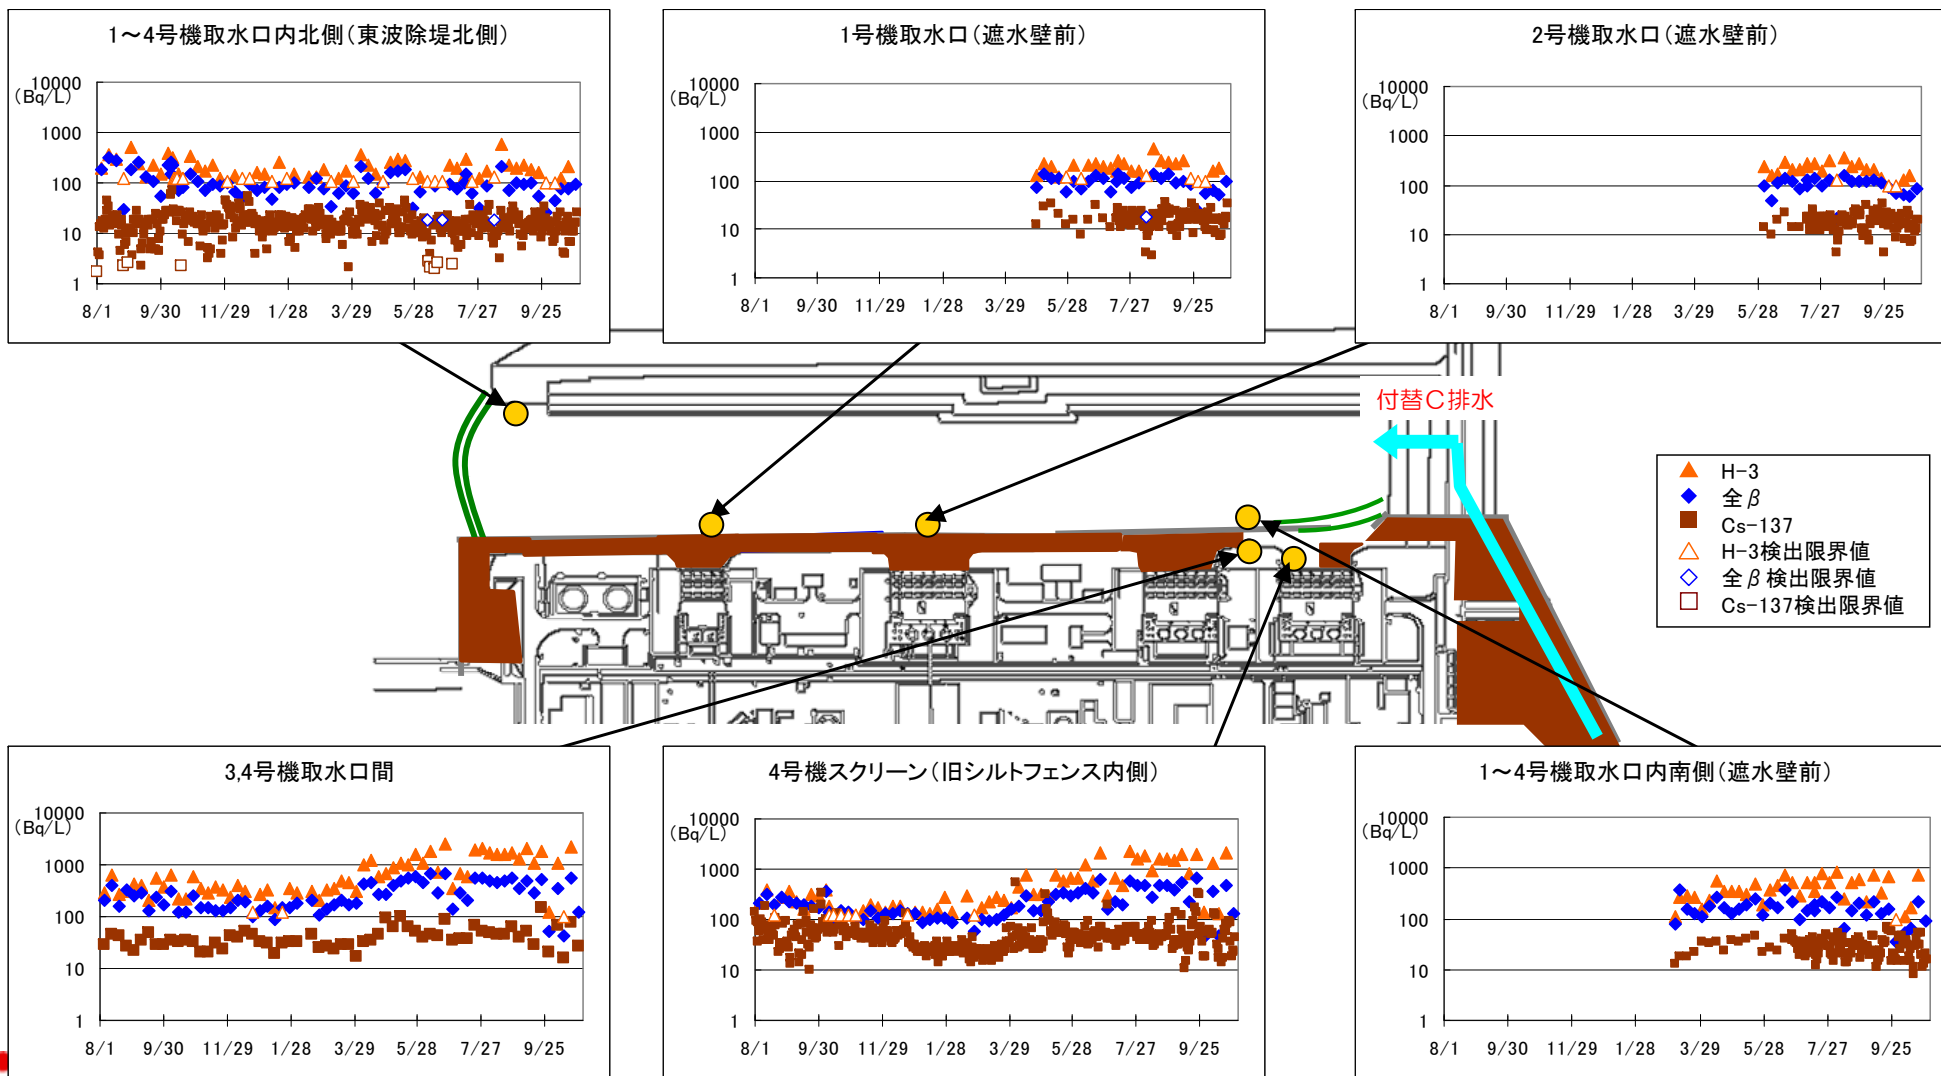 1～4号機取水口内北側(東波除堤北側)
10000
(Bq/L)
1000
100
10
1
8/1 9/30 11/29 1/28 3/29 5/28 7/27 9/25
1号機取水口(遮水壁前)
10000
(Bq/L)
1000
100
10
1
8/1 9/30 11/29 1/28 3/29 5/28 7/27 9/25
2号機取水口(遮水壁前)
10000
(Bq/L)
1000
100
10
1
8/1 9/30 11/29 1/28 3/29 5/28 7/27 9/25
付替C排水
H-3
全β
Cs-137
H-3検出限界値
全β検出限界値
Cs-137検出限界値
3,4号機取水口間
10000
(Bq/L)
1000
100
10
1
8/1 9/30 11/29 1/28 3/29 5/28 7/27 9/25
4号機スクリーン(旧シルトフェンス内側)
10000
(Bq/L)
1000
100
10
1
8/1 9/30 11/29 1/28 3/29 5/28 7/27 9/25
1～4号機取水口内南側(遮水壁前)
10000
(Bq/L)
1000
100
10
1
8/1 9/30 11/29 1/28 3/29 5/28 7/27 9/25